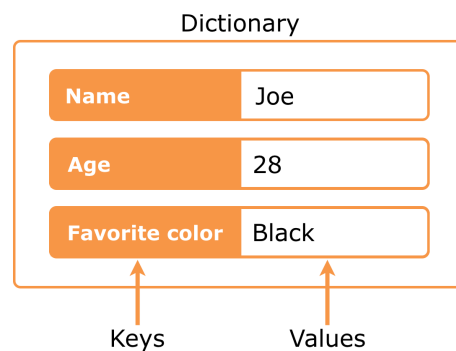 Dictionary
Name Joe
Age 28
Favorite color Black
Keys Values